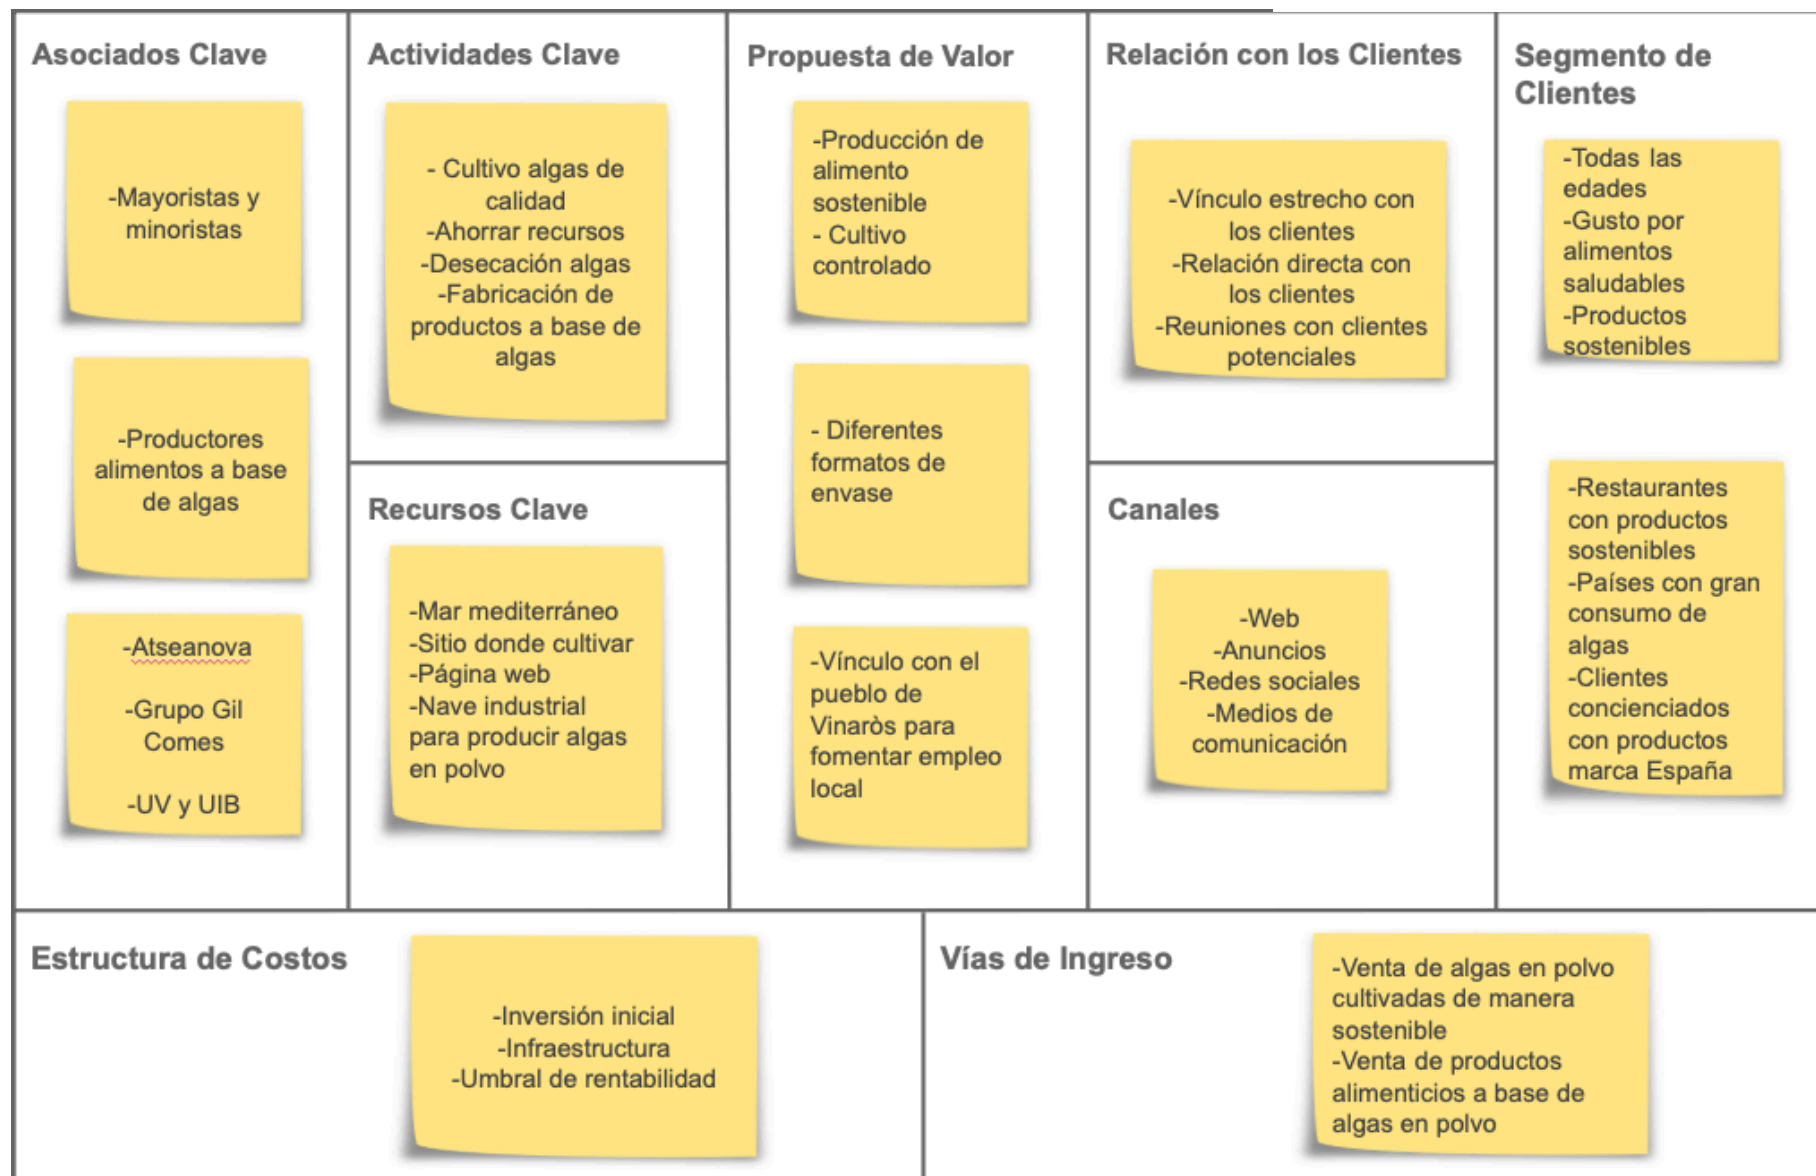 Asociados Clave
-Mayoristas y
minoristas
-Productores
alimentos a base
de algas
-Atseanova
-Grupo Gil
Comes
-UV y UIB
Actividades Clave
- Cultivo algas de
calidad
-Ahorrar recursos
-Desecación algas
-Fabricación de
productos a base de
algas
Recursos Clave
-Mar mediterráneo
-Sitio donde cultivar
-Página web
-Nave industrial
para producir algas
en polvo
Propuesta de Valor
-Producción de
alimento
sostenible
- Cultivo
controlado
- Diferentes
formatos de
envase
-Vínculo con el
pueblo de
Vinaròs para
fomentar empleo
local
Relación con los Clientes
-Vínculo estrecho con
los clientes
-Relación directa con
los clientes
-Reuniones con clientes
potenciales
Canales
-Web
-Anuncios
-Redes sociales
-Medios de
comunicación
Segmento de
Clientes
-Todas las
edades
-Gusto por
alimentos
saludables
-Productos
sostenibles
-Restaurantes
con productos
sostenibles
-Países con gran
consumo de
algas
-Clientes
concienciados
con productos
marca España
Estructura de Costos
-Inversión inicial
-Infraestructura
-Umbral de rentabilidad
Vías de Ingreso
-Venta de algas en polvo
cultivadas de manera
sostenible
-Venta de productos
alimenticios a base de
algas en polvo